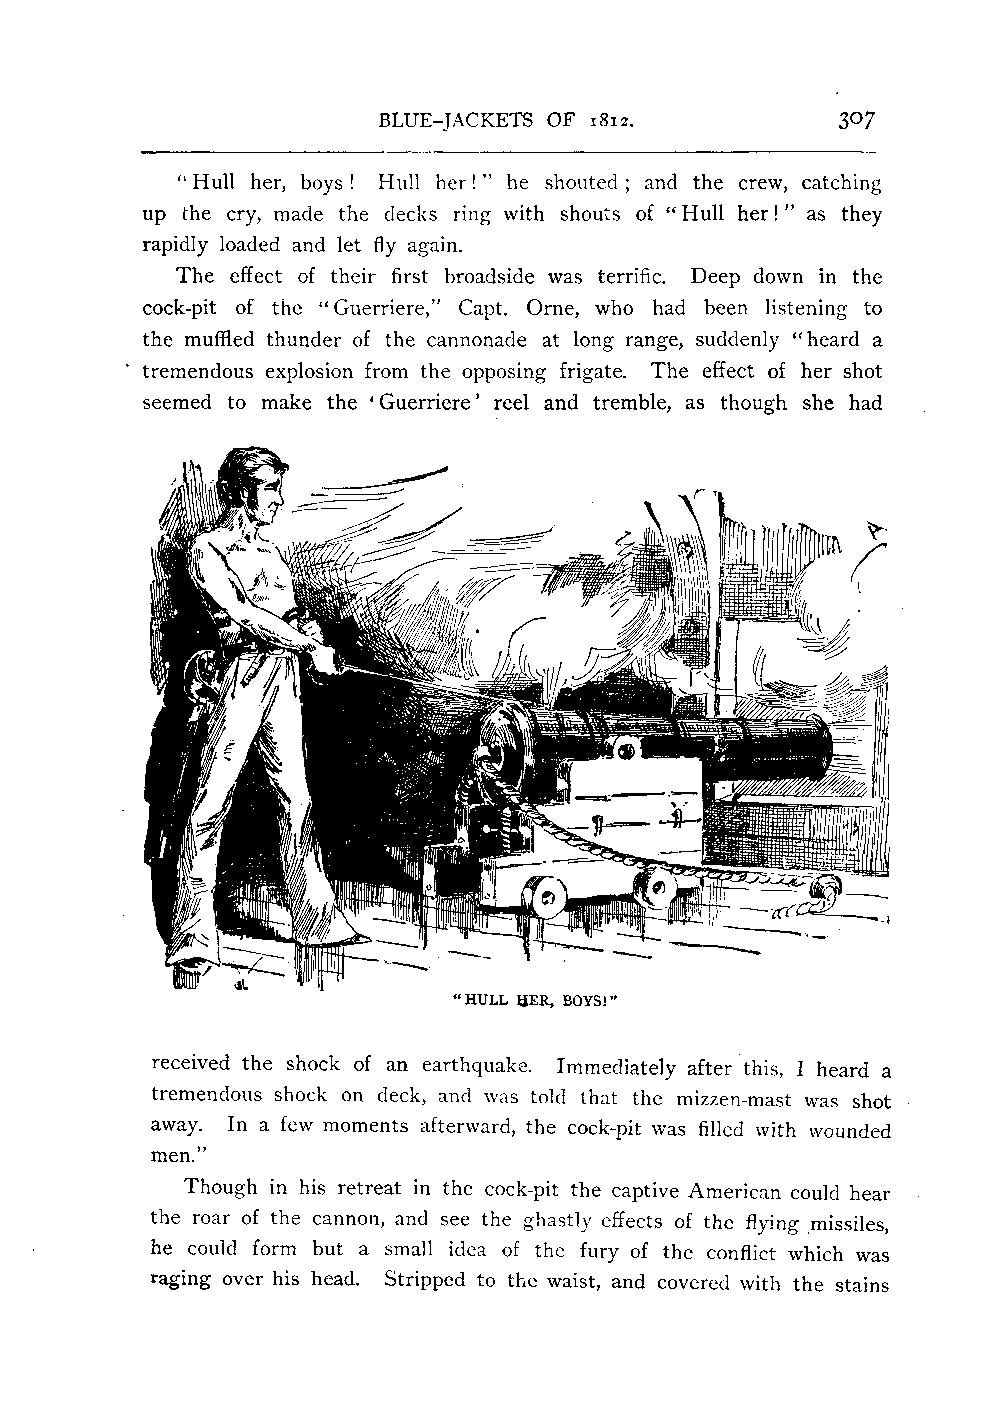 BLUE-JACKETS OF 1812. 307
"Hull her, boys! Hull her!" he shouted; and the crew, catching
up the cry, made the decks ring with shouts of "Hull her!" as they
rapidly loaded and let fly again.
The effect of their first broadside was terrific. Deep down in the
cock-pit of the "Guerriere," Capt. Orne, who had been listening to
the muffled thunder of the cannonade at long range, suddenly "heard a
tremendous explosion from the opposing frigate. The effect of her shot
seemed to make the 'Guerriere' reel and tremble, as though she had
"HULL HER, BOYS!"
received the shock of an earthquake. Immediately after this, I heard a
tremendous shock on deck, and was told that the mizzen-mast was shot
away. In a few moments afterward, the cock-pit was filled with wounded
men."
Though in his retreat in the cock-pit the captive American could hear
the roar of the cannon, and see the ghastly effects of the flying missiles,
he could form but a small idea of the fury of the conflict which was
raging over his head. Stripped to the waist, and covered with the stains